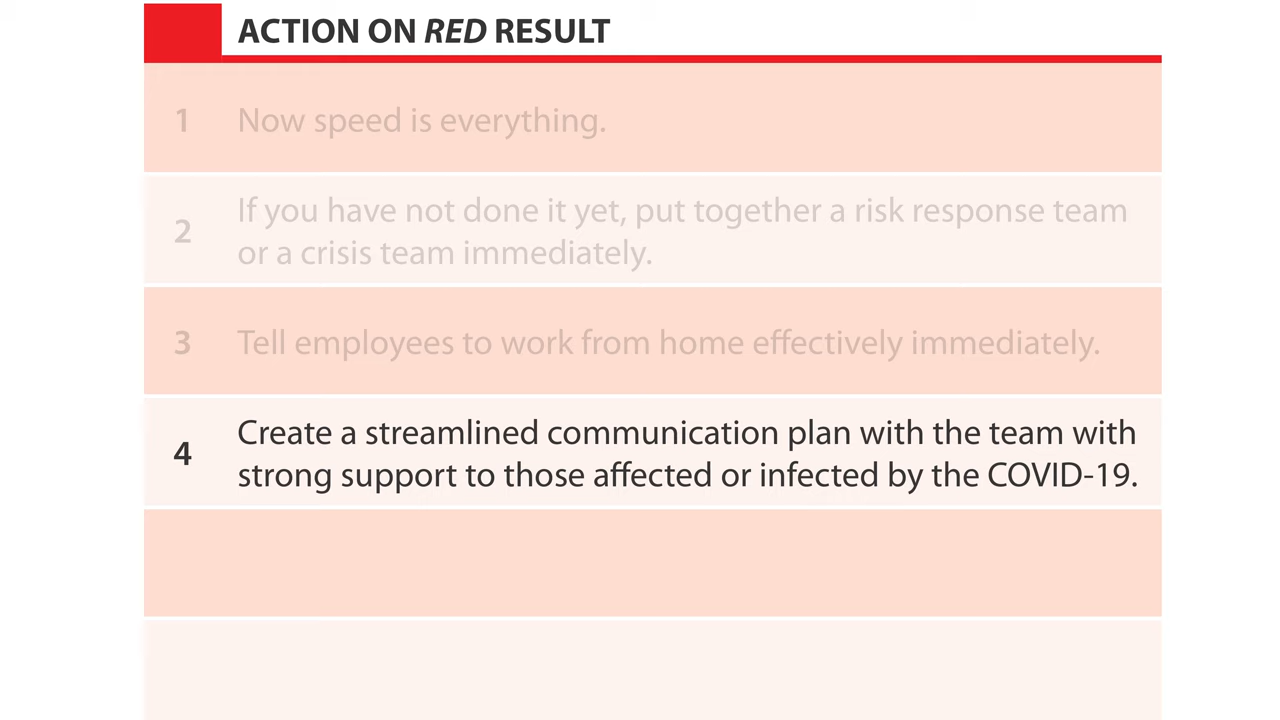 ACTION ON RED RESULT
1 Now speed is everything.
2 If you have not done it yet, put together a risk response team
or a crisis team immediately.
3 Tell employees to work from home effectively immediately.
4 Create a streamlined communication plan with the team with
strong support to those affected or infected by the COVID-19.